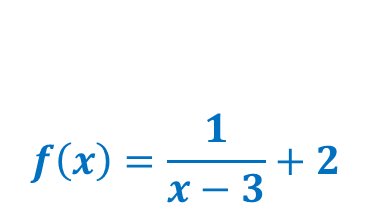 f(x) = 1/(x − 3) + 2